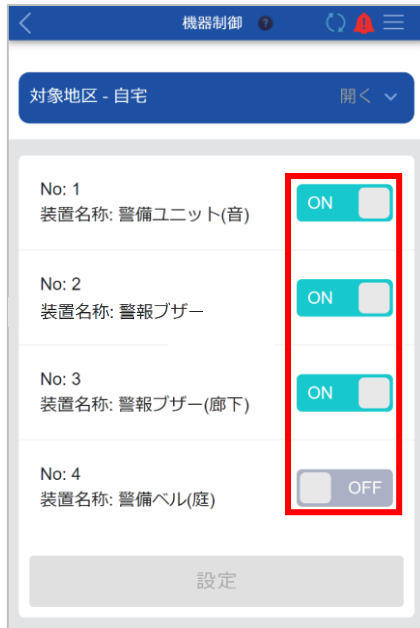 機器制御 ?
対象地区 - 自宅 開く
No: 1
装置名称: 警備ユニット(音)
ON
No: 2
装置名称: 警報ブザー
ON
No: 3
装置名称: 警報ブザー(廊下)
ON
No: 4
装置名称: 警備ベル(庭)
OFF
設定